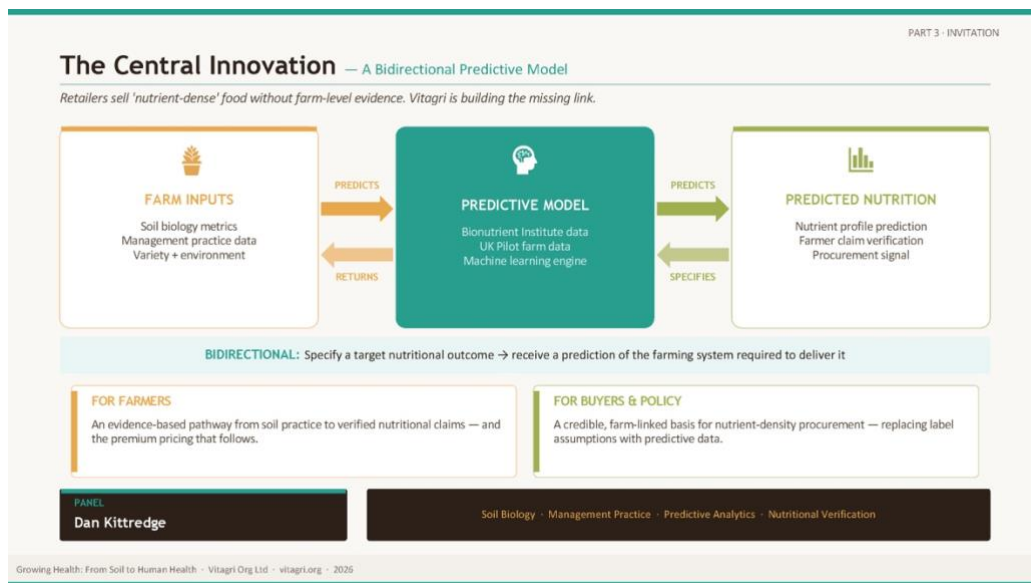 PART 3 · INVITATION
The Central Innovation — A Bidirectional Predictive Model
Retailers sell 'nutrient-dense' food without farm-level evidence. Vitagri is building the missing link.
FARM INPUTS
Soil biology metrics
Management practice data
Variety + environment
PREDICTS
RETURNS
PREDICTIVE MODEL
Bionutrient Institute data
UK Pilot farm data
Machine learning engine
PREDICTS
SPECIFIES
PREDICTED NUTRITION
Nutrient profile prediction
Farmer claim verification
Procurement signal
BIDIRECTIONAL: Specify a target nutritional outcome → receive a prediction of the farming system required to deliver it
FOR FARMERS
An evidence-based pathway from soil practice to verified nutritional claims — and
the premium pricing that follows.
FOR BUYERS & POLICY
A credible, farm-linked basis for nutrient-density procurement — replacing label
assumptions with predictive data.
PANEL
Dan Kittredge
Soil Biology · Management Practice · Predictive Analytics · Nutritional Verification
Growing Health: From Soil to Human Health · Vitagri Org Ltd · vitagri.org · 2026